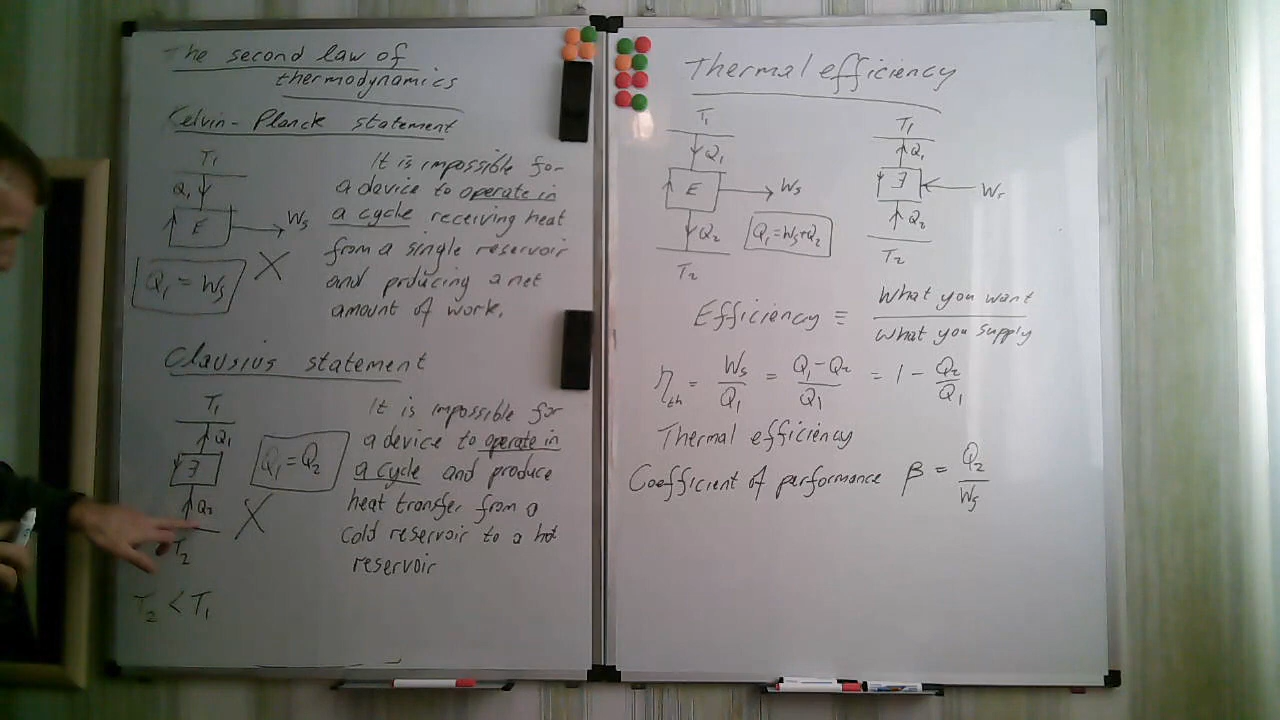 The second law of
thermodynamics
Kelvin-Planck statement
T₁
Q₁
E
Wₛ
Q₁ = Wₛ
X
It is impossible for
a device to operate in
a cycle receiving heat
from a single reservoir
and prducing a net
amount of work.
Clausius statement
T₁
Q₁
Ǝ
Q₂
T₂
Q₁=Q₂
X
It is impossible for
a device to operate in
a cycle and produce
heat transfer from a
cold reservoir to a hot
reservoir
T₂ < T₁
Thermal efficiency
T₁
Q₁
E
Wₛ
Q₂
T₂
Q₁=Wₛ+Q₂
T₁
Q₁
Ǝ
Wₛ
Q₂
T₂
Efficiency ≡ What you want / What you supply
η_th = Wₛ/Q₁ = Q₁-Q₂/Q₁ = 1 - Q₂/Q₁
Thermal efficiency
Coefficient of performance β = Q₂/Wₛ